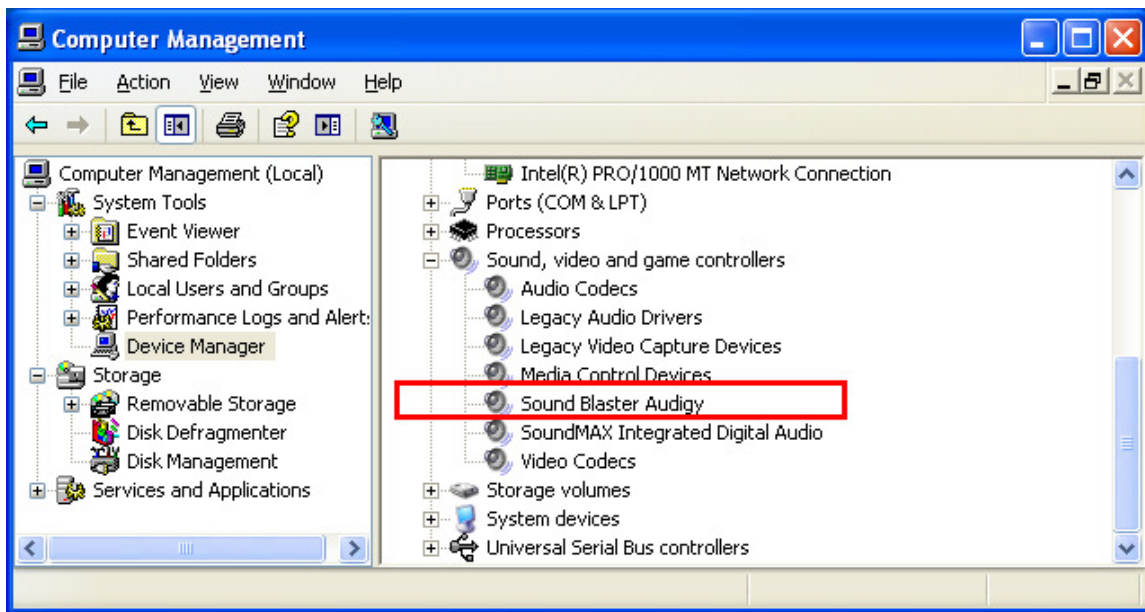 Computer Management
File Action View Window Help
Computer Management (Local)
System Tools
Event Viewer
Shared Folders
Local Users and Groups
Performance Logs and Alert:
Device Manager
Storage
Removable Storage
Disk Defragmenter
Disk Management
Services and Applications
Intel(R) PRO/1000 MT Network Connection
Ports (COM & LPT)
Processors
Sound, video and game controllers
Audio Codecs
Legacy Audio Drivers
Legacy Video Capture Devices
Media Control Devices
Sound Blaster Audigy
SoundMAX Integrated Digital Audio
Video Codecs
Storage volumes
System devices
Universal Serial Bus controllers